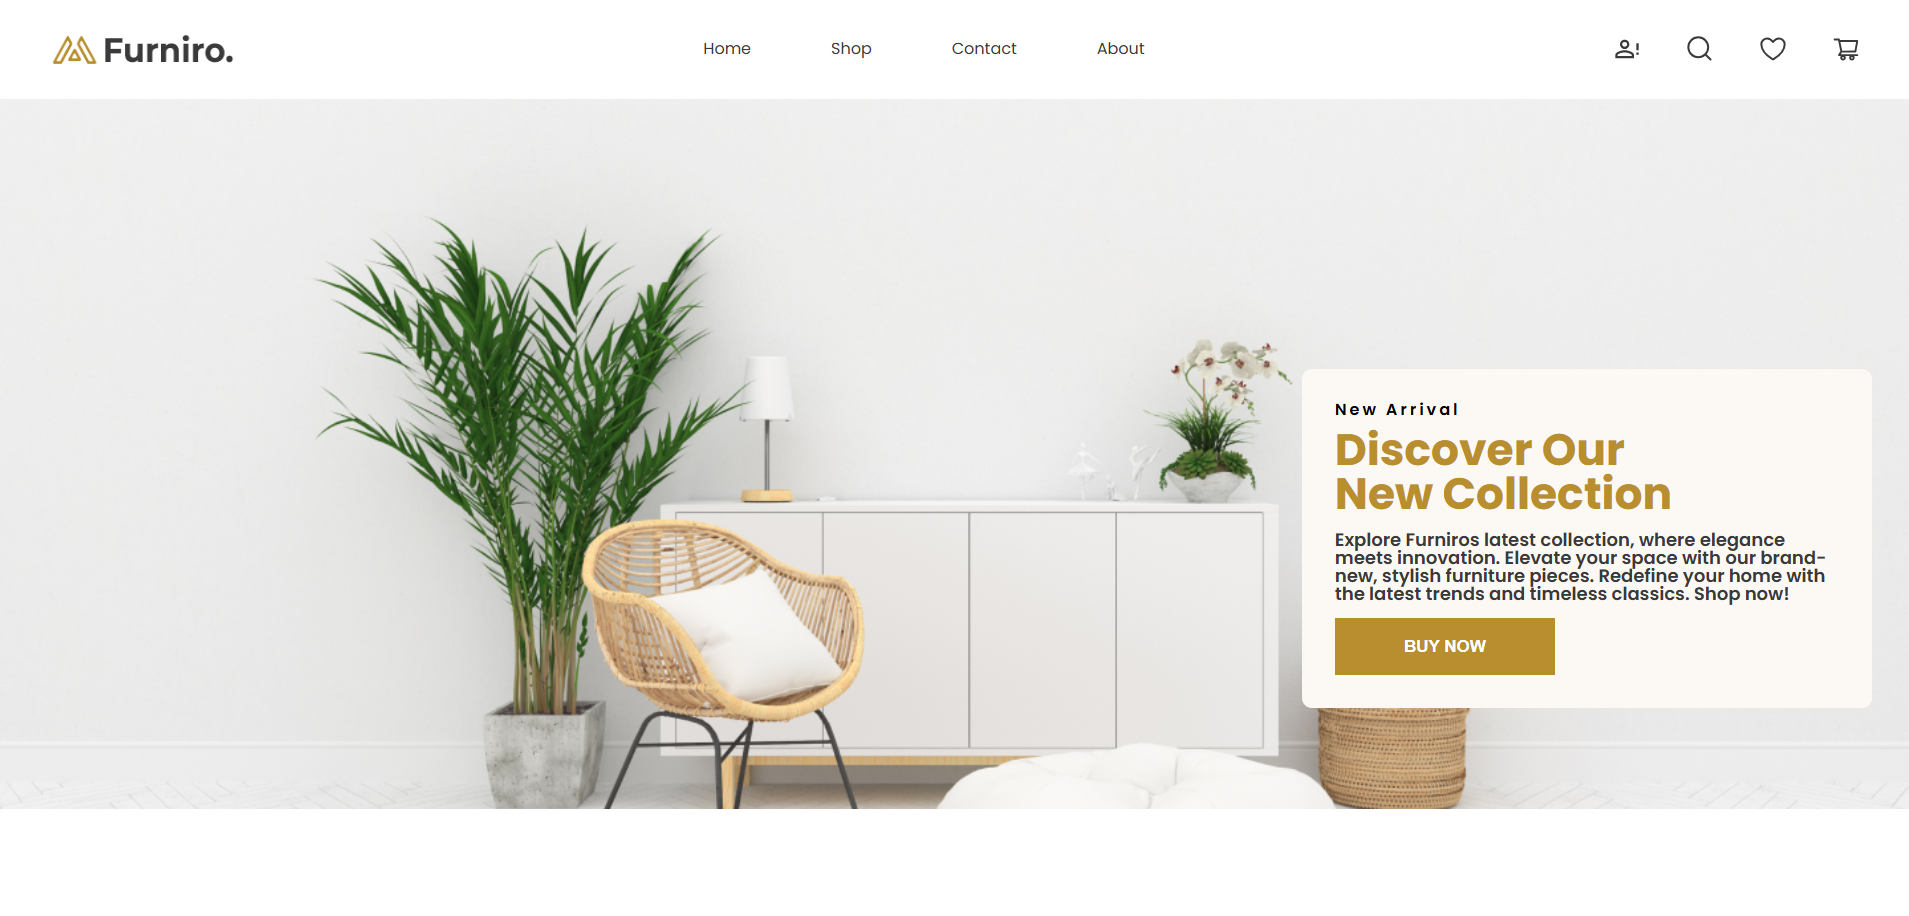 Furniro.
Home
Shop
Contact
About
New Arrival
Discover Our
New Collection
Explore Furniros latest collection, where elegance
meets innovation. Elevate your space with our brand-
new, stylish furniture pieces. Redefine your home with
the latest trends and timeless classics. Shop now!
BUY NOW